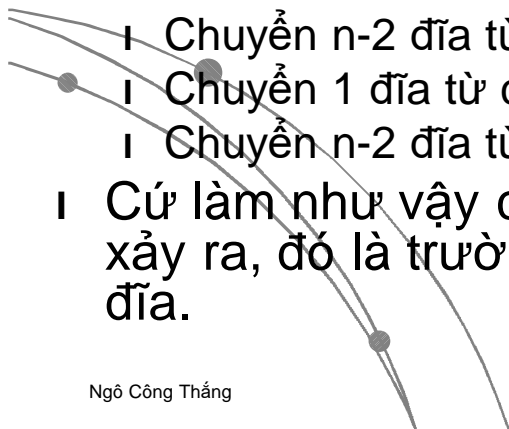 Chuyển n-2 đĩa từ
Chuyển 1 đĩa từ
Chuyển n-2 đĩa từ
Cứ làm như vậy
xảy ra, đó là
đĩa.
Ngô Công Thắng